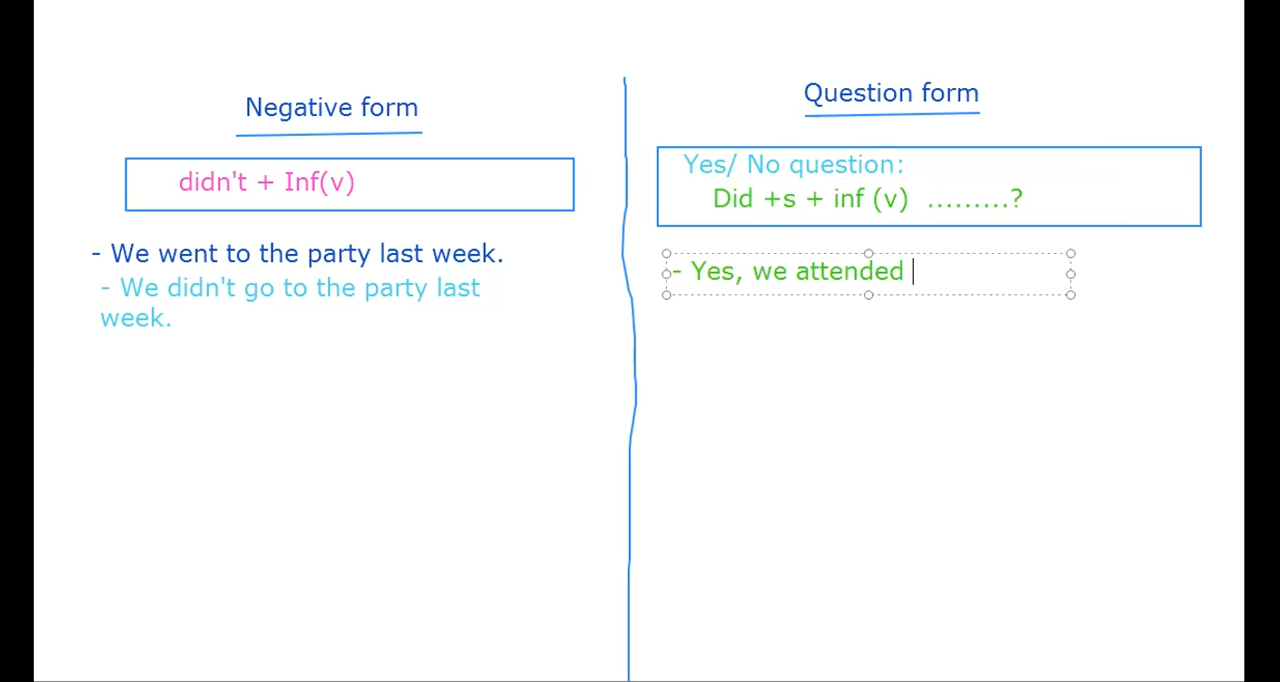 Negative form
didn't + Inf(v)
- We went to the party last week.
- We didn't go to the party last
week.
Question form
Yes/ No question:
Did +s + inf (v) .........?
- Yes, we attended